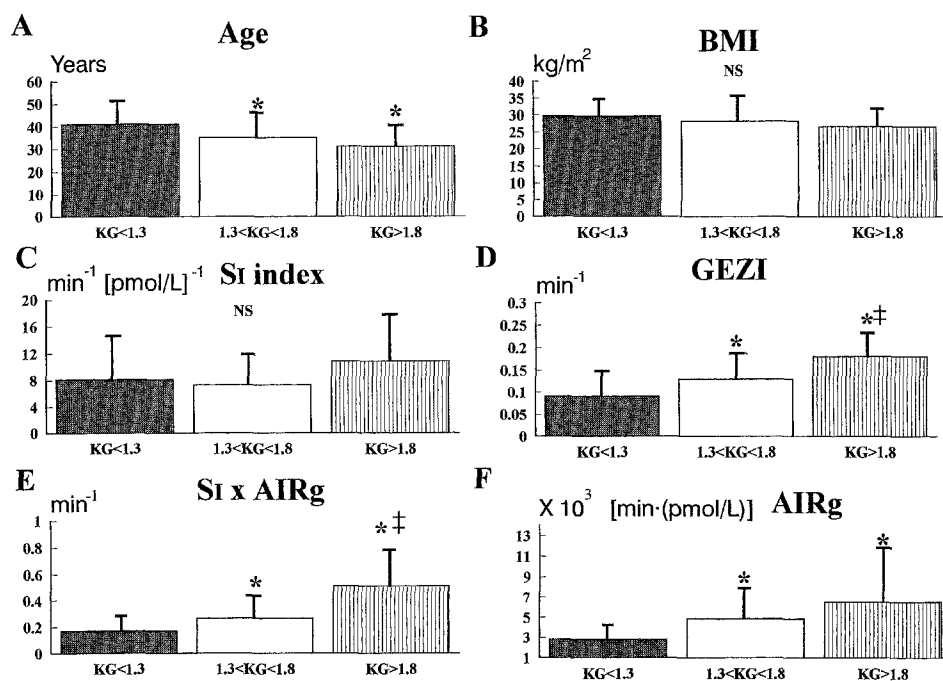 A
Age
Years
60
50
40
30
20
10
0
*
*
KG<1.3
1.3<KG<1.8
KG>1.8
B
BMI
kg/m²
NS
40
35
30
25
20
15
10
5
0
KG<1.3
1.3<KG<1.8
KG>1.8
C
SI index
min⁻¹ [pmol/L]⁻¹
NS
20
16
12
8
4
0
KG<1.3
1.3<KG<1.8
KG>1.8
D
GEZI
min⁻¹
0.3
0.25
0.2
0.15
0.1
0.05
0
*
*‡
KG<1.3
1.3<KG<1.8
KG>1.8
E
SI x AIRg
min⁻¹
1
0.8
0.6
0.4
0.2
0
*
*‡
KG<1.3
1.3<KG<1.8
KG>1.8
F
AIRg
X 10³ [min·(pmol/L)]
13
11
9
7
5
3
1
*
*
KG<1.3
1.3<KG<1.8
KG>1.8